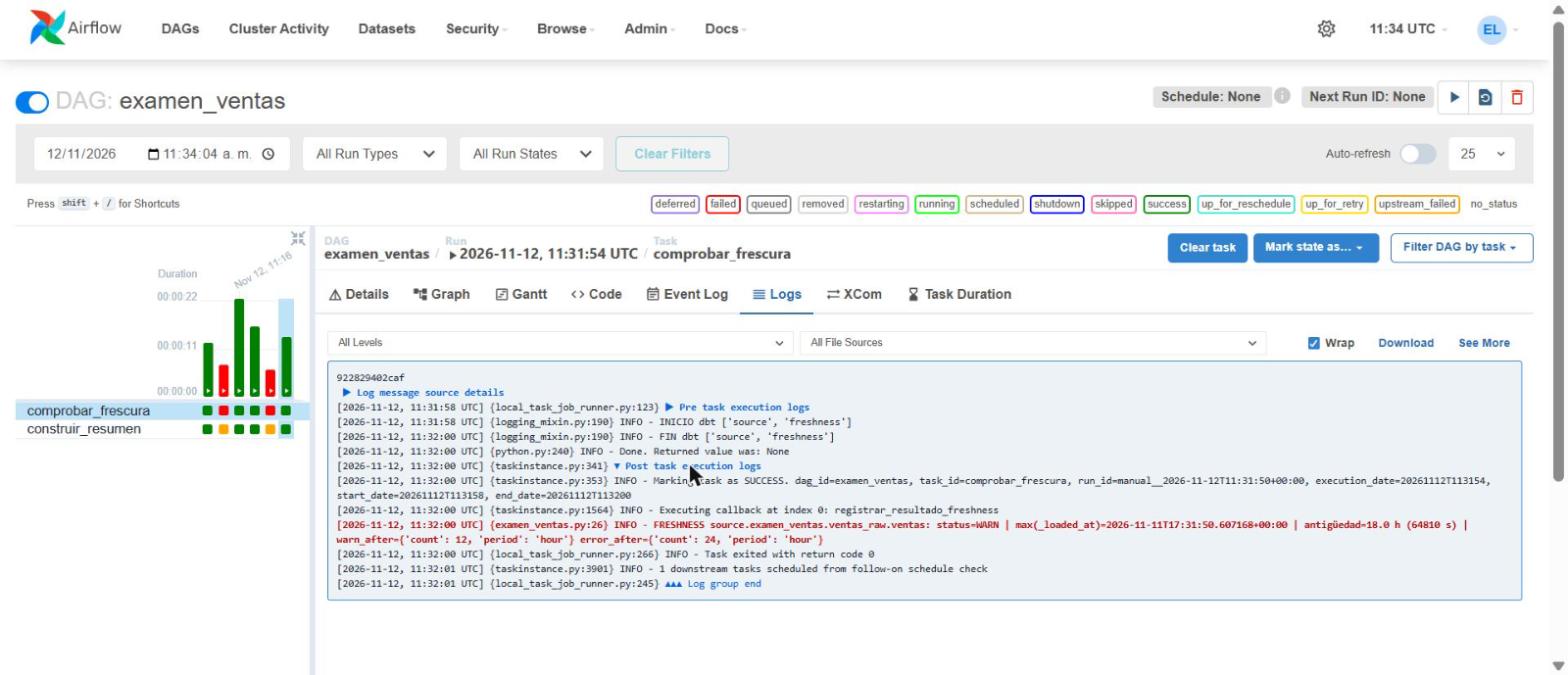 Airflow DAGs Cluster Activity Datasets Security Browse Admin Docs 11:34 UTC EL
DAG: examen_ventas Schedule: None Next Run ID: None
12/11/2026 11:34:04 a. m. All Run Types All Run States Clear Filters Auto-refresh 25
Press shift + / for Shortcuts deferred failed queued removed restarting running scheduled shutdown skipped success up_for_reschedule up_for_retry upstream_failed no_status
DAG Run Task
examen_ventas / 2026-11-12, 11:31:54 UTC / comprobar_frescura
Clear task Mark state as... Filter DAG by task
Nov 12, 11:16
Duration
00:00:22
00:00:11
00:00:00
comprobar_frescura
construir_resumen
Details Graph Gantt <> Code Event Log Logs XCom Task Duration
All Levels All File Sources Wrap Download See More
922829402caf
▶ Log message source details
[2026-11-12, 11:31:58 UTC] {local_task_job_runner.py:123} ▶ Pre task execution logs
[2026-11-12, 11:31:58 UTC] {logging_mixin.py:190} INFO - INICIO dbt ['source', 'freshness']
[2026-11-12, 11:32:00 UTC] {logging_mixin.py:190} INFO - FIN dbt ['source', 'freshness']
[2026-11-12, 11:32:00 UTC] {python.py:240} INFO - Done. Returned value was: None
[2026-11-12, 11:32:00 UTC] {taskinstance.py:341} ▼ Post task execution logs
[2026-11-12, 11:32:00 UTC] {taskinstance.py:353} INFO - Marking task as SUCCESS. dag_id=examen_ventas, task_id=comprobar_frescura, run_id=manual__2026-11-12T11:31:50+00:00, execution_date=20261112T113154,
start_date=20261112T113158, end_date=20261112T113200
[2026-11-12, 11:32:00 UTC] {taskinstance.py:1564} INFO - Executing callback at index 0: registrar_resultado_freshness
[2026-11-12, 11:32:00 UTC] {examen_ventas.py:26} INFO - FRESHNESS source.examen_ventas.ventas_raw.ventas: status=WARN | max(_loaded_at)=2026-11-11T17:31:50.607168+00:00 | antigüedad=18.0 h (64810 s) |
warn_after={'count': 12, 'period': 'hour'} error_after={'count': 24, 'period': 'hour'}
[2026-11-12, 11:32:00 UTC] {local_task_job_runner.py:266} INFO - Task exited with return code 0
[2026-11-12, 11:32:01 UTC] {taskinstance.py:3901} INFO - 1 downstream tasks scheduled from follow-on schedule check
[2026-11-12, 11:32:01 UTC] {local_task_job_runner.py:245} ▲▲▲ Log group end